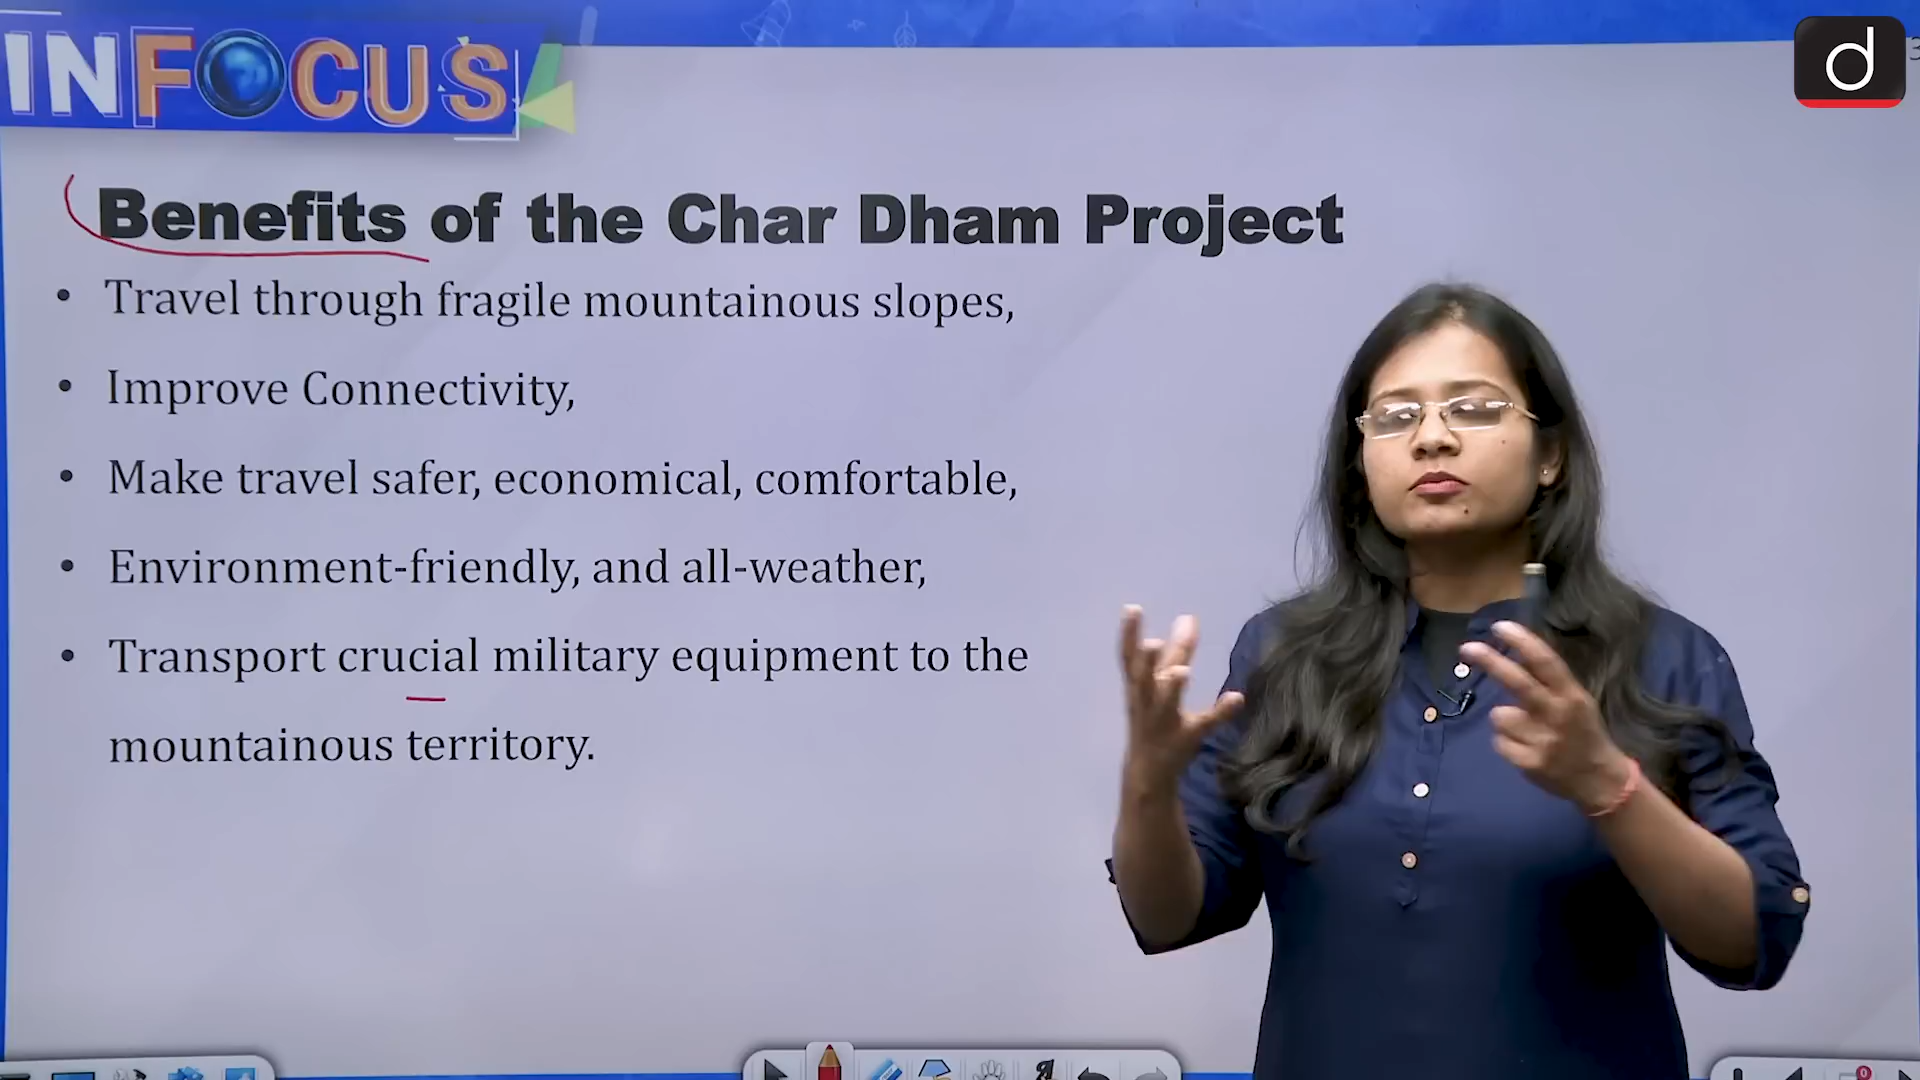 INFOCUS
d
Benefits of the Char Dham Project
• Travel through fragile mountainous slopes,
• Improve Connectivity,
• Make travel safer, economical, comfortable,
• Environment-friendly, and all-weather,
• Transport crucial military equipment to the
mountainous territory.
0